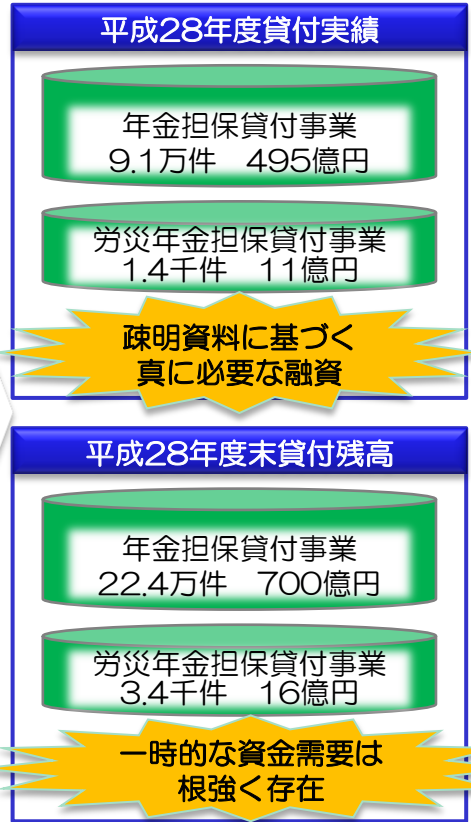 平成28年度貸付実績
年金担保貸付事業
9.1万件　495億円
労災年金担保貸付事業
1.4千件　11億円
疎明資料に基づく
真に必要な融資
平成28年度末貸付残高
年金担保貸付事業
22.4万件　700億円
労災年金担保貸付事業
3.4千件　16億円
一時的な資金需要は
根強く存在